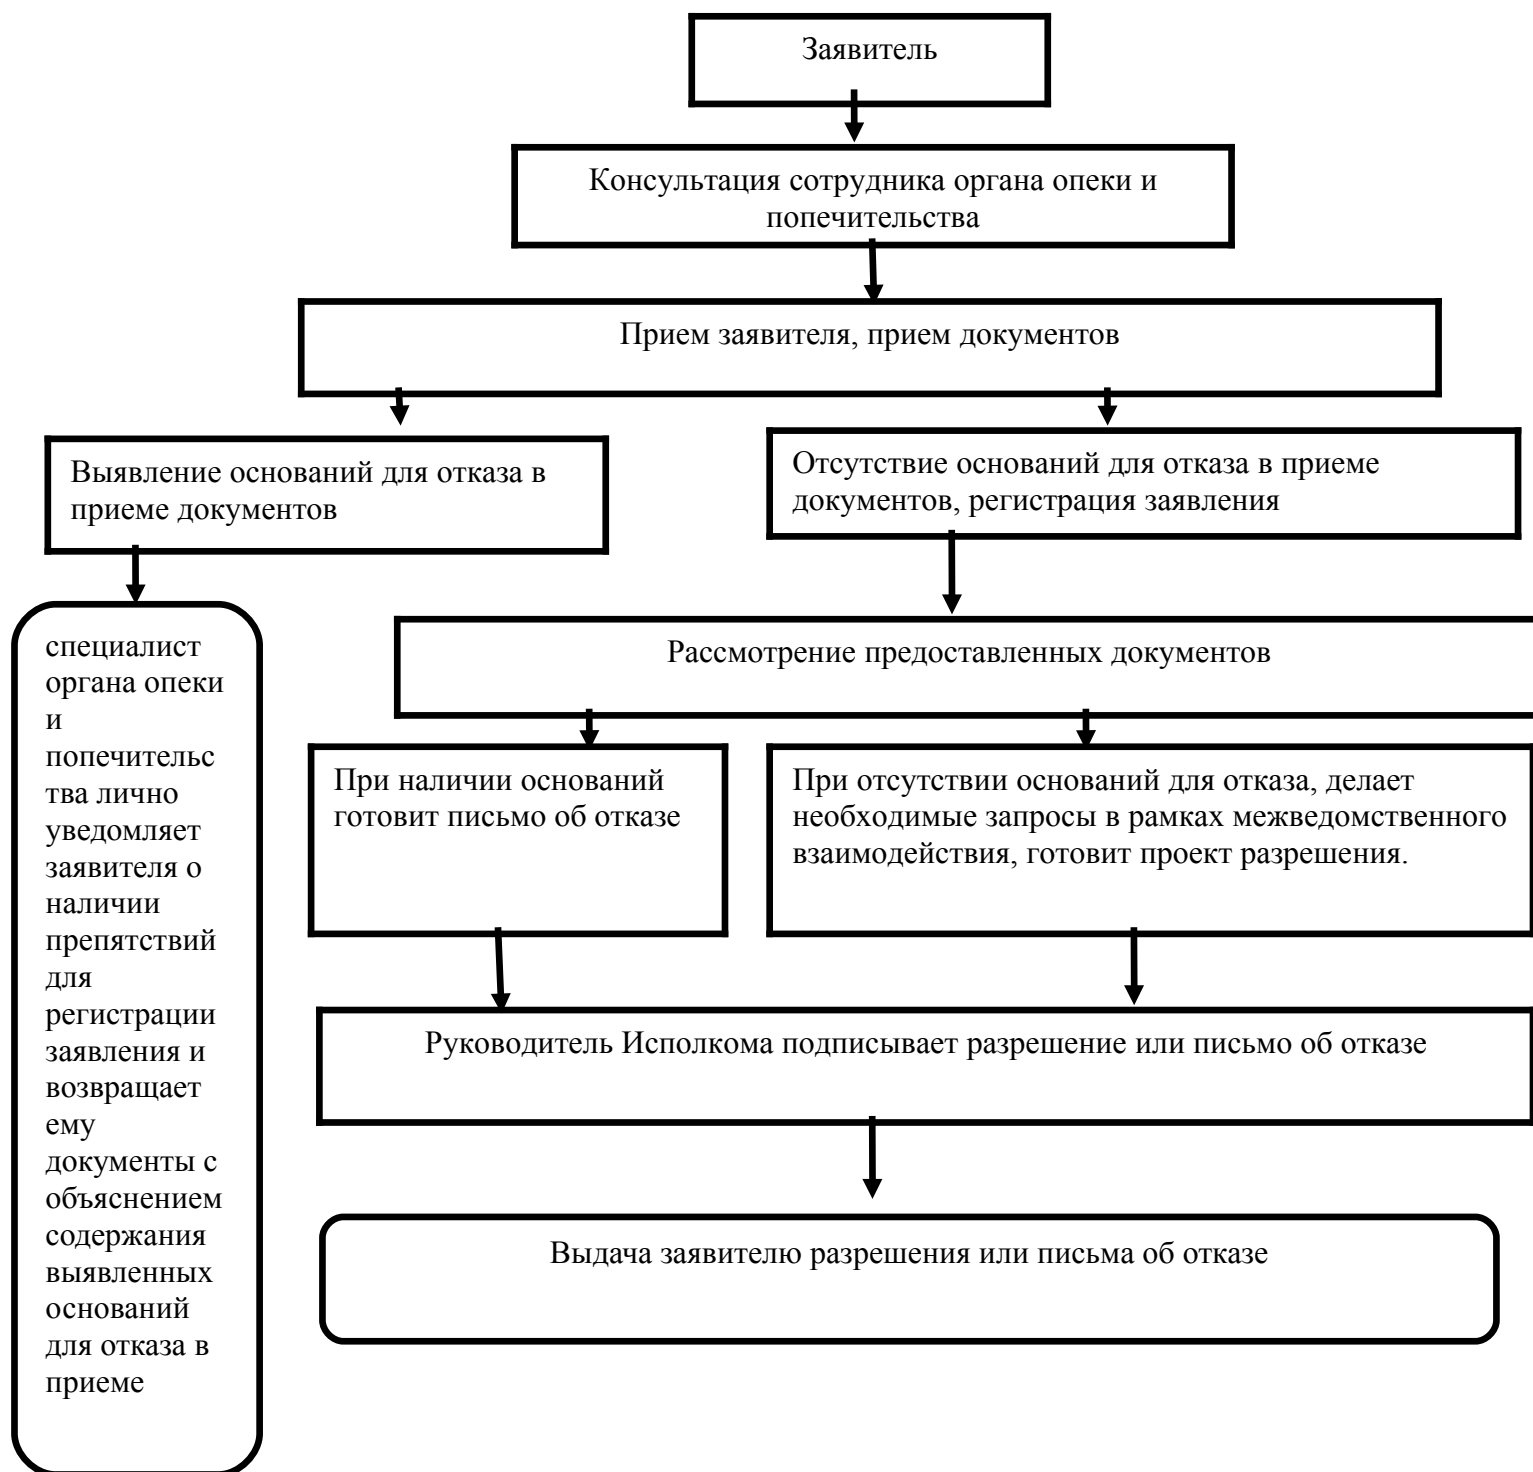 Заявитель
Консультация сотрудника органа опеки и
попечительства
Прием заявителя, прием документов
Выявление оснований для отказа в
приеме документов
Отсутствие оснований для отказа в приеме
документов, регистрация заявления
специалист
органа опеки
и
попечительс
тва лично
уведомляет
заявителя о
наличии
препятствий
для
регистрации
заявления и
возвращает
ему
документы с
объяснением
содержания
выявленных
оснований
для отказа в
приеме
Рассмотрение предоставленных документов
При наличии оснований
готовит письмо об отказе
При отсутствии оснований для отказа, делает
необходимые запросы в рамках межведомственного
взаимодействия, готовит проект разрешения.
Руководитель Исполкома подписывает разрешение или письмо об отказе
Выдача заявителю разрешения или письма об отказе